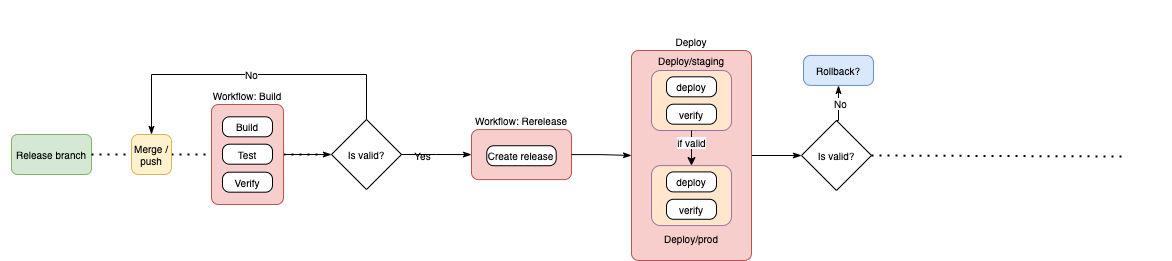 Release branch
Merge /
push
No
Workflow: Build
Build
Test
Verify
Is valid?
Yes
Workflow: Rerelease
Create release
Deploy
Deploy/staging
deploy
verify
if valid
deploy
verify
Deploy/prod
Rollback?
No
Is valid?